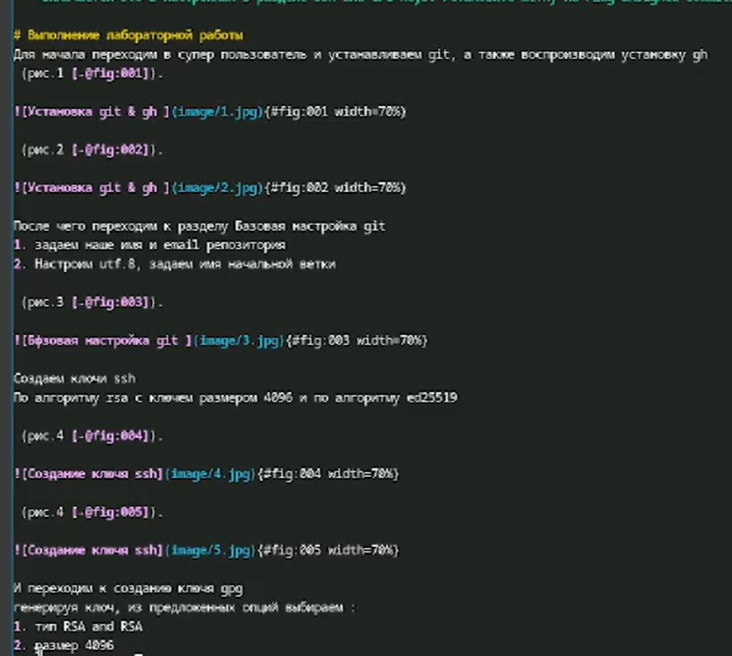 # Выполнение лабораторной работы
Для начала переходим в супер пользователь и устанавливаем git, а также воспроизводим установку gh
(рис.1 [-@fig:001]).
![Установка git & gh ](image/1.jpg){#fig:001 width=70%}
(рис.2 [-@fig:002]).
![Установка git & gh ](image/2.jpg){#fig:002 width=70%}
После чего переходим к разделу Базовая настройка git
1. задаем наше имя и email репозитория
2. Настроим utf.8, задаем имя начальной ветки
(рис.3 [-@fig:003]).
![Бфзовая настройка git ](image/3.jpg){#fig:003 width=70%}
Создаем ключи ssh
По алгоритму rsa с ключем размером 4096 и по алгоритму ed25519
(рис.4 [-@fig:004]).
![Создание ключа ssh](image/4.jpg){#fig:004 width=70%}
(рис.4 [-@fig:005]).
![Создание ключа ssh](image/5.jpg){#fig:005 width=70%}
И переходим к созданию ключа gpg
генерируя ключ, из предложенных опций выбираем :
1. тип RSA and RSA
2. размер 4096